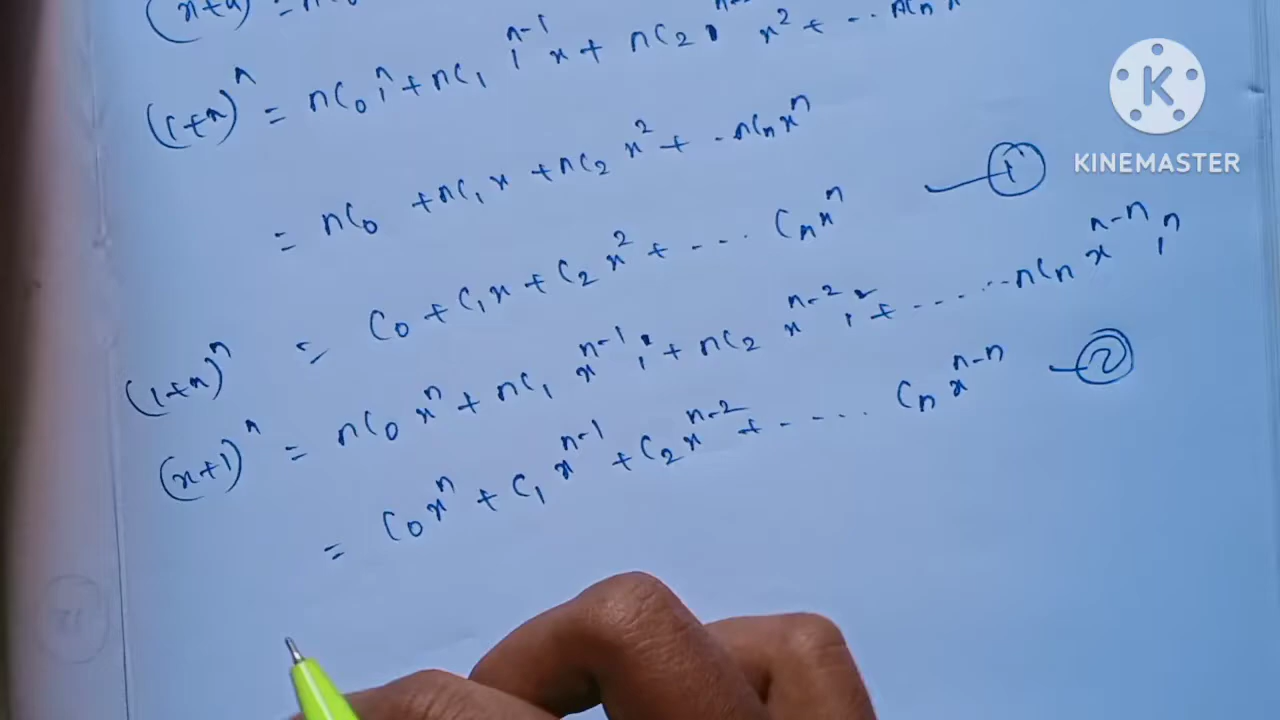 (x+a) = n
(1+x)^n = nC0 1^n + nC1 1^{n-1} x + nC2 1 x^2 + .. nCn x
= nC0 + nC1 x + nC2 x^2 + .. nCn x^n
(1+x)^n = C0 + C1 x + C2 x^2 + ... Cn x^n — ①
(x+1)^n = nC0 x^n + nC1 x^{n-1} 1^1 + nC2 x^{n-2} 1^2 + ...... nCn x^{n-n} 1^n
= C0 x^n + C1 x^{n-1} + C2 x^{n-2} + ..... Cn x^{n-n} — ②
K
KINEMASTER